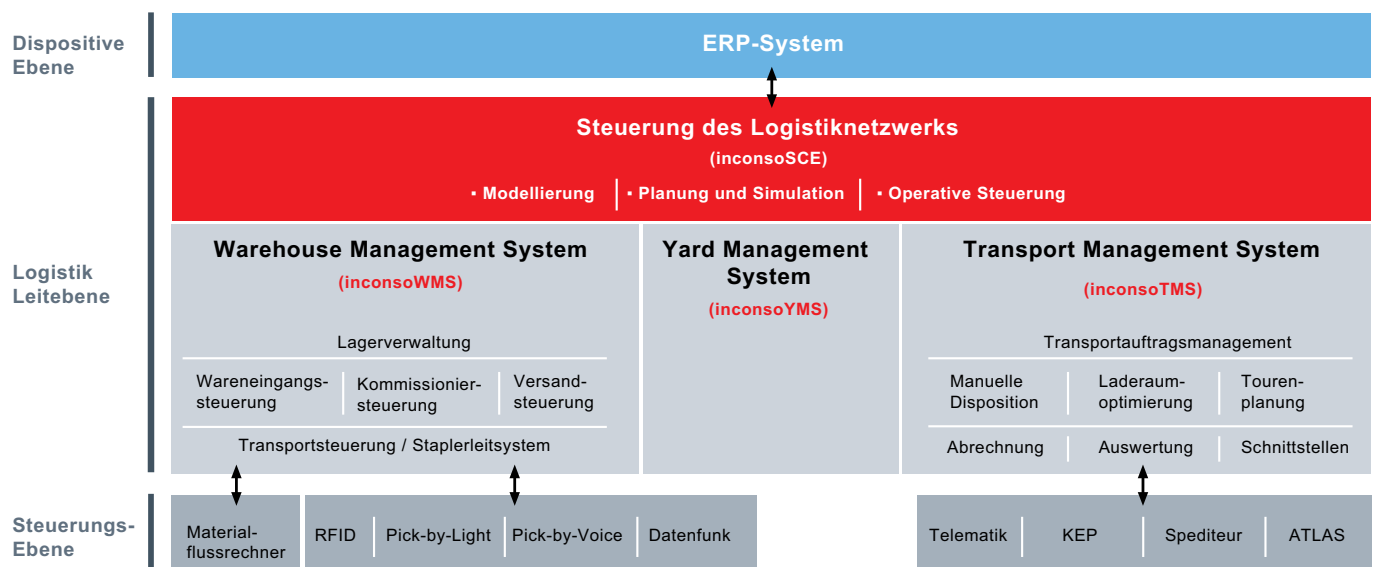 Dispositive
Ebene
ERP-System
Logistik
Leitebene
Steuerung des Logistiknetzwerks
(inconsoSCE)
▪ Modellierung ▪ Planung und Simulation ▪ Operative Steuerung
Warehouse Management System
(inconsoWMS)
Lagerverwaltung
Wareneingangs-
steuerung
Kommissionier-
steuerung
Versand-
steuerung
Transportsteuerung / Staplerleitsystem
Yard Management
System
(inconsoYMS)
Transport Management System
(inconsoTMS)
Transportauftragsmanagement
Manuelle
Disposition
Laderaum-
optimierung
Touren-
planung
Abrechnung
Auswertung
Schnittstellen
Steuerungs-
Ebene
Material-
flussrechner
RFID
Pick-by-Light
Pick-by-Voice
Datenfunk
Telematik
KEP
Spediteur
ATLAS